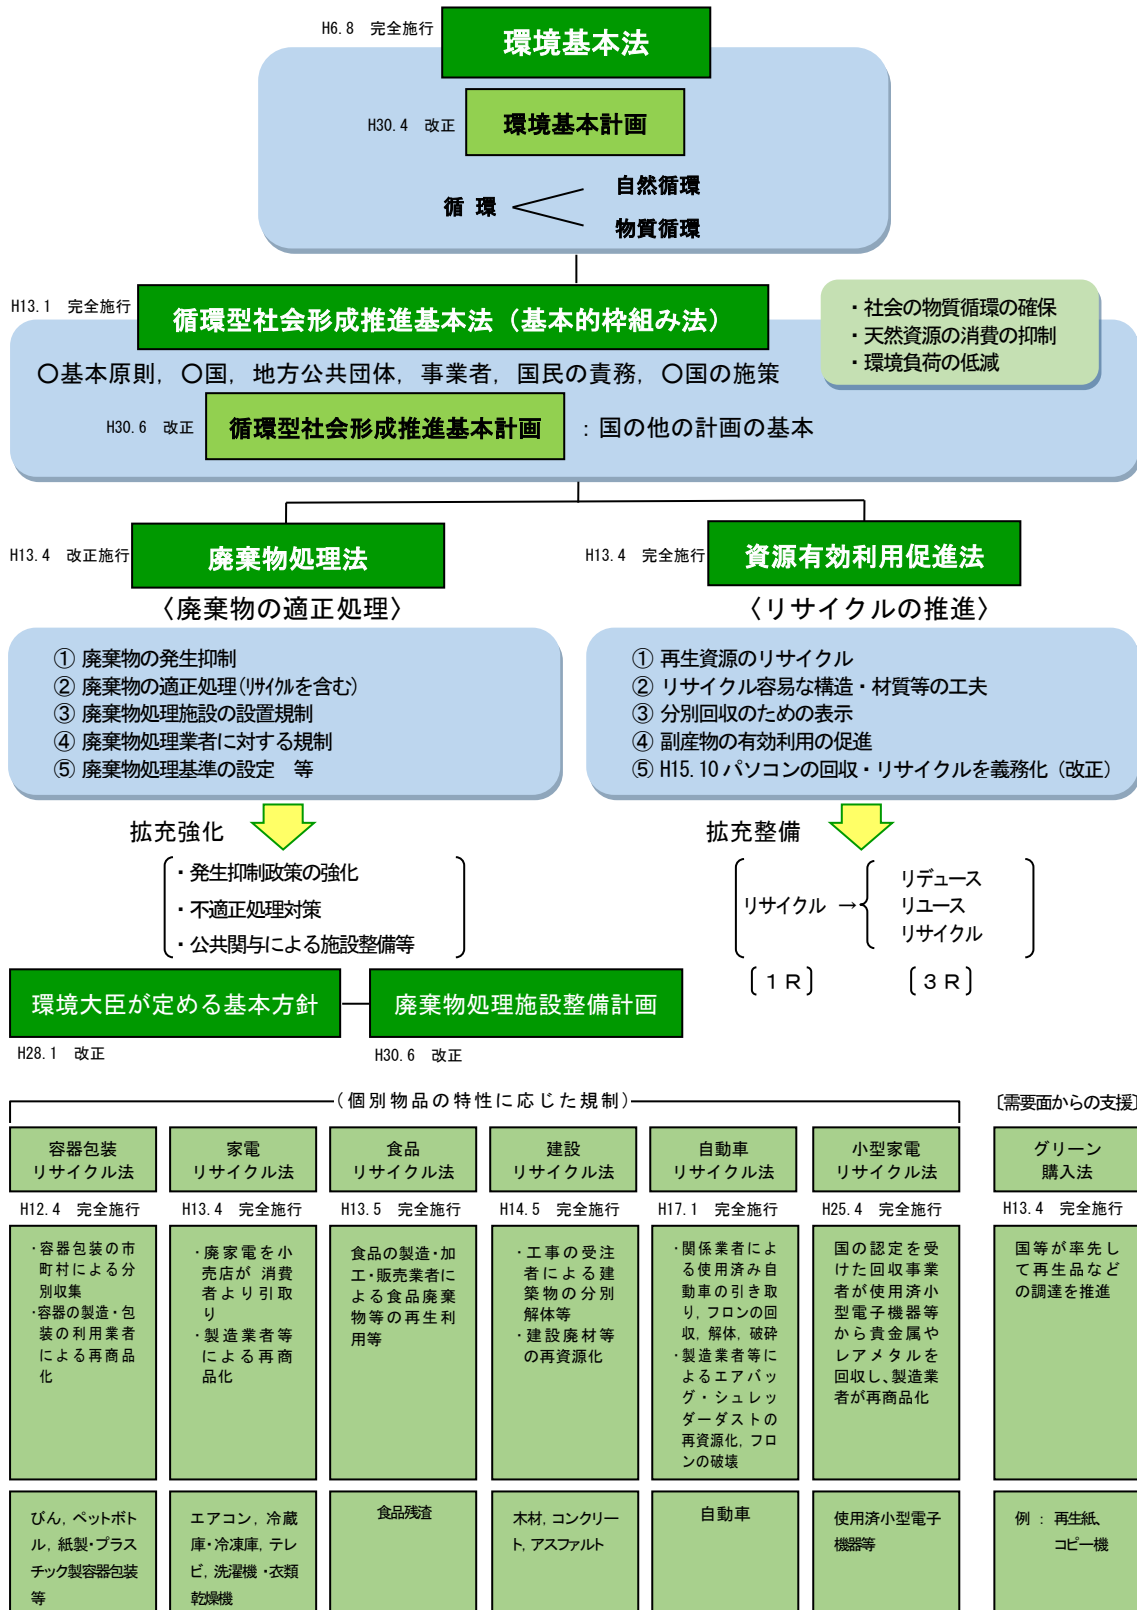 H6.8 完全施行
環境基本法
H30.4 改正
環境基本計画
循 環
自然循環
物質循環
H13.1 完全施行
循環型社会形成推進基本法（基本的枠組み法）
・社会の物質循環の確保
・天然資源の消費の抑制
・環境負荷の低減
〇基本原則，〇国，地方公共団体，事業者，国民の責務，〇国の施策
H30.6 改正
循環型社会形成推進基本計画
：国の他の計画の基本
H13.4 改正施行
廃棄物処理法
〈廃棄物の適正処理〉
① 廃棄物の発生抑制
② 廃棄物の適正処理(ﾘｻｲｸﾙを含む)
③ 廃棄物処理施設の設置規制
④ 廃棄物処理業者に対する規制
⑤ 廃棄物処理基準の設定 等
拡充強化
・発生抑制政策の強化
・不適正処理対策
・公共関与による施設整備等
H13.4 完全施行
資源有効利用促進法
〈リサイクルの推進〉
① 再生資源のリサイクル
② リサイクル容易な構造・材質等の工夫
③ 分別回収のための表示
④ 副産物の有効利用の促進
⑤ H15.10 パソコンの回収・リサイクルを義務化（改正）
拡充整備
リサイクル →
リデュース
リユース
リサイクル
〔１Ｒ〕
〔３Ｒ〕
環境大臣が定める基本方針
廃棄物処理施設整備計画
H28.1 改正
H30.6 改正
（個別物品の特性に応じた規制）
〔需要面からの支援〕
容器包装
リサイクル法
H12.4 完全施行
・容器包装の市
町村による分
別収集
・容器の製造・包
装の利用業者
による再商品
化
びん，ペットボト
ル，紙製・プラス
チック製容器包装
等
家電
リサイクル法
H13.4 完全施行
・廃家電を小
売店が 消費
者より引取
り
・製造業者等
による再商
品化
エアコン，冷蔵
庫・冷凍庫，テレ
ビ，洗濯機・衣類
乾燥機
食品
リサイクル法
H13.5 完全施行
食品の製造・加
工・販売業者に
よる食品廃棄
物等の再生利
用等
食品残渣
建設
リサイクル法
H14.5 完全施行
・工事の受注
者による建
築物の分別
解体等
・建設廃材等
の再資源化
木材，コンクリー
ト，アスファルト
自動車
リサイクル法
H17.1 完全施行
・関係業者によ
る使用済み自
動車の引き取
り，フロンの回
収，解体，破砕
・製造業者等に
よるエアバッ
グ・シュレッ
ダーダストの
再資源化，フロ
ンの破壊
自動車
小型家電
リサイクル法
H25.4 完全施行
国の認定を受
けた回収事業
者が使用済小
型電子機器等
から貴金属や
レアメタルを
回収し、製造業
者が再商品化
使用済小型電子
機器等
グリーン
購入法
H13.4 完全施行
国等が率先し
て再生品など
の調達を推進
例 ： 再生紙、
コピー機